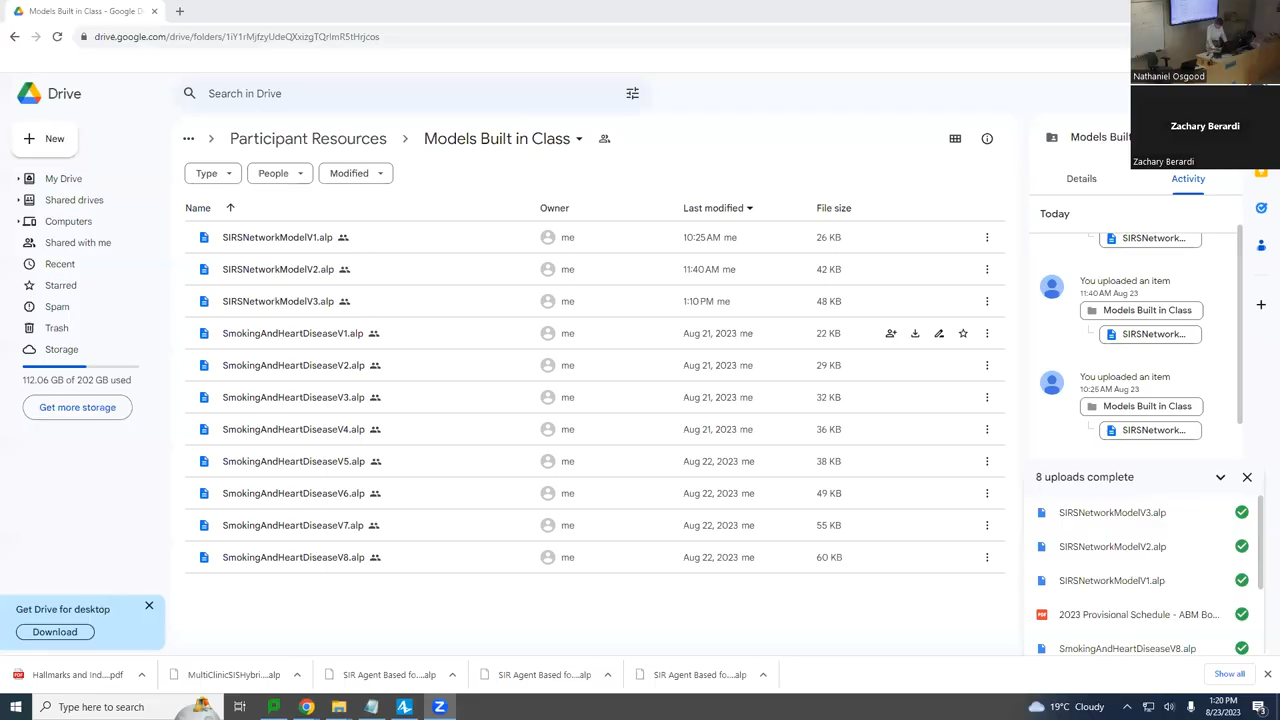 Models Built in Class - Google D
drive.google.com/drive/folders/1iY1rMjfzyUdeQXxizgTQrImRStHrjcos
Nathaniel Osgood
Zachary Berardi
Zachary Berardi
Drive
Search in Drive
New
Participant Resources
Models Built in Class
Models Built
Type
People
Modified
Details
Activity
My Drive
Shared drives
Computers
Shared with me
Recent
Starred
Spam
Trash
Storage
112.06 GB of 202 GB used
Get more storage
Name
Owner
Last modified
File size
SIRSNetworkModelV1.alp
me
10:25 AM me
26 KB
SIRSNetworkModelV2.alp
me
11:40 AM me
42 KB
SIRSNetworkModelV3.alp
me
1:10 PM me
48 KB
SmokingAndHeartDiseaseV1.alp
me
Aug 21, 2023 me
22 KB
SmokingAndHeartDiseaseV2.alp
me
Aug 21, 2023 me
29 KB
SmokingAndHeartDiseaseV3.alp
me
Aug 21, 2023 me
32 KB
SmokingAndHeartDiseaseV4.alp
me
Aug 21, 2023 me
36 KB
SmokingAndHeartDiseaseV5.alp
me
Aug 22, 2023 me
38 KB
SmokingAndHeartDiseaseV6.alp
me
Aug 22, 2023 me
49 KB
SmokingAndHeartDiseaseV7.alp
me
Aug 22, 2023 me
55 KB
SmokingAndHeartDiseaseV8.alp
me
Aug 22, 2023 me
60 KB
Today
SIRSNetwork...
You uploaded an item
11:40 AM Aug 23
Models Built in Class
SIRSNetwork...
You uploaded an item
10:25 AM Aug 23
Models Built in Class
SIRSNetwork...
8 uploads complete
SIRSNetworkModelV3.alp
SIRSNetworkModelV2.alp
SIRSNetworkModelV1.alp
2023 Provisional Schedule - ABM Bo...
SmokingAndHeartDiseaseV8.alp
Get Drive for desktop
Download
Hallmarks and Ind....pdf
MultiClinicSISHybri....alp
SIR Agent Based fo....alp
SIR Agent Based fo....alp
SIR Agent Based fo....alp
Show all
Type here to search
19°C Cloudy
1:20 PM
8/23/2023